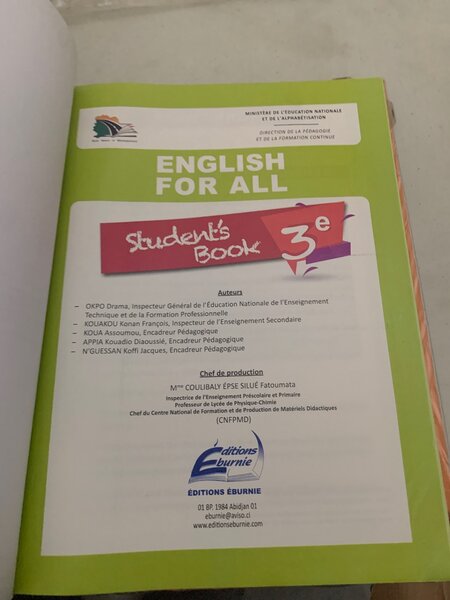 MINISTÈRE DE L'ÉDUCATION NATIONALE
ET DE L'ALPHABÉTISATION
DIRECTION DE LA PÉDAGOGIE
ET DE LA FORMATION CONTINUE
ENGLISH
FOR ALL
Student's
Book
3e
Auteurs
– OKPO Drama, Inspecteur Général de l'Éducation Nationale de l'Enseignement
Technique et de la Formation Professionnelle
– KOUAKOU Konan François, Inspecteur de l'Enseignement Secondaire
– KOUA Assoumou, Encadreur Pédagogique
– APPIA Kouadio Diaoussié, Encadreur Pédagogique
– N'GUESSAN Koffi Jacques, Encadreur Pédagogique
Chef de production
Mme COULIBALY ÉPSE SILUÉ Fatoumata
Inspectrice de l'Enseignement Préscolaire et Primaire
Professeur de Lycée de Physique-Chimie
Chef du Centre National de Formation et de Production de Matériels Didactiques
(CNFPMD)
Éditions
Éburnie
ÉDITIONS ÉBURNIE
01 BP. 1984 Abidjan 01
eburnie@aviso.ci
www.editionseburnie.com